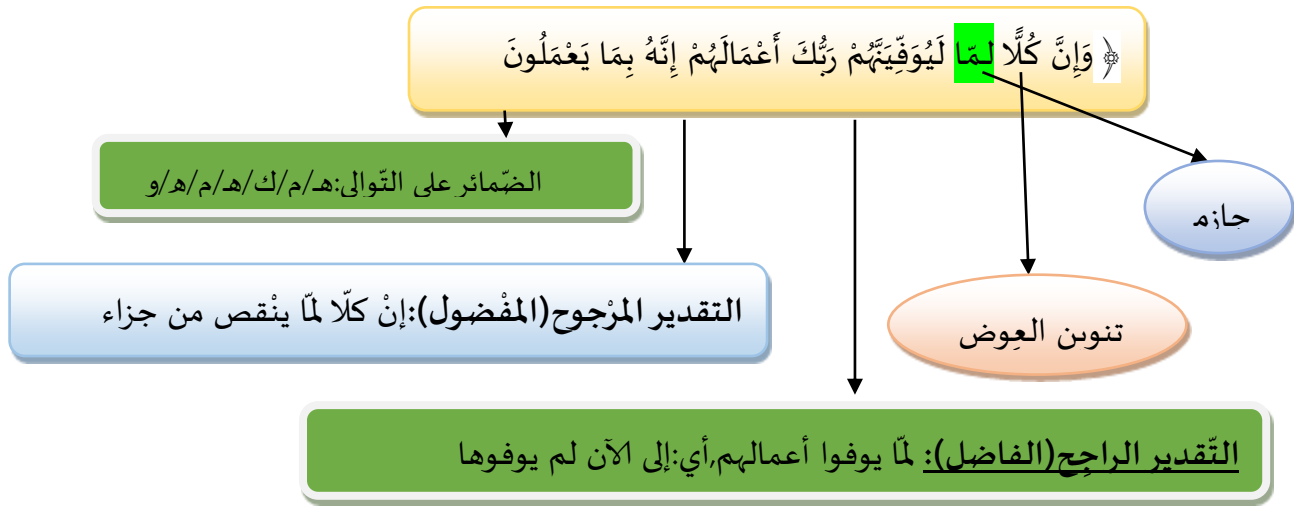 ﴿ وَإِنَّ كُلًّا لـمّا لَيُوَفِّيَنَّهُمْ رَبُّكَ أَعْمَالَهُمْ إِنَّهُ بِمَا يَعْمَلُونَ
الضّمائر على التّوالي:هـ/م/ك/هـ/م/ه/و
جازم
التقدير المرْجوح(المفْضول):إنْ كلّا لمّا ينْقص من جزاء
تنوين العِوض
التّقدير الراجِح(الفاضل): لمّا يوفوا أعمالهم,أي:إلى الآن لم يوفوها